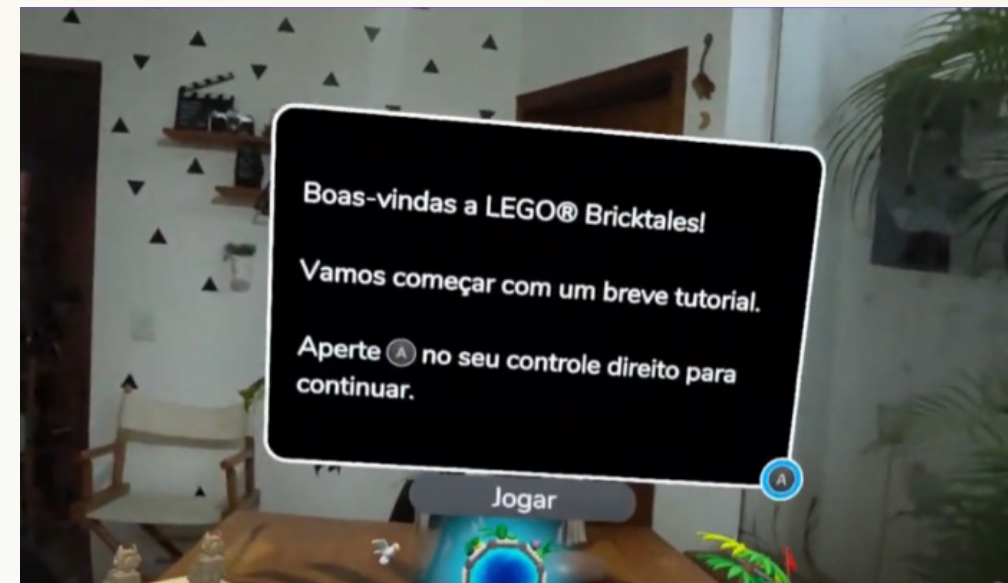 Boas-vindas a LEGO® Bricktales!
Vamos começar com um breve tutorial.
Aperte A no seu controle direito para
continuar.
A
Jogar